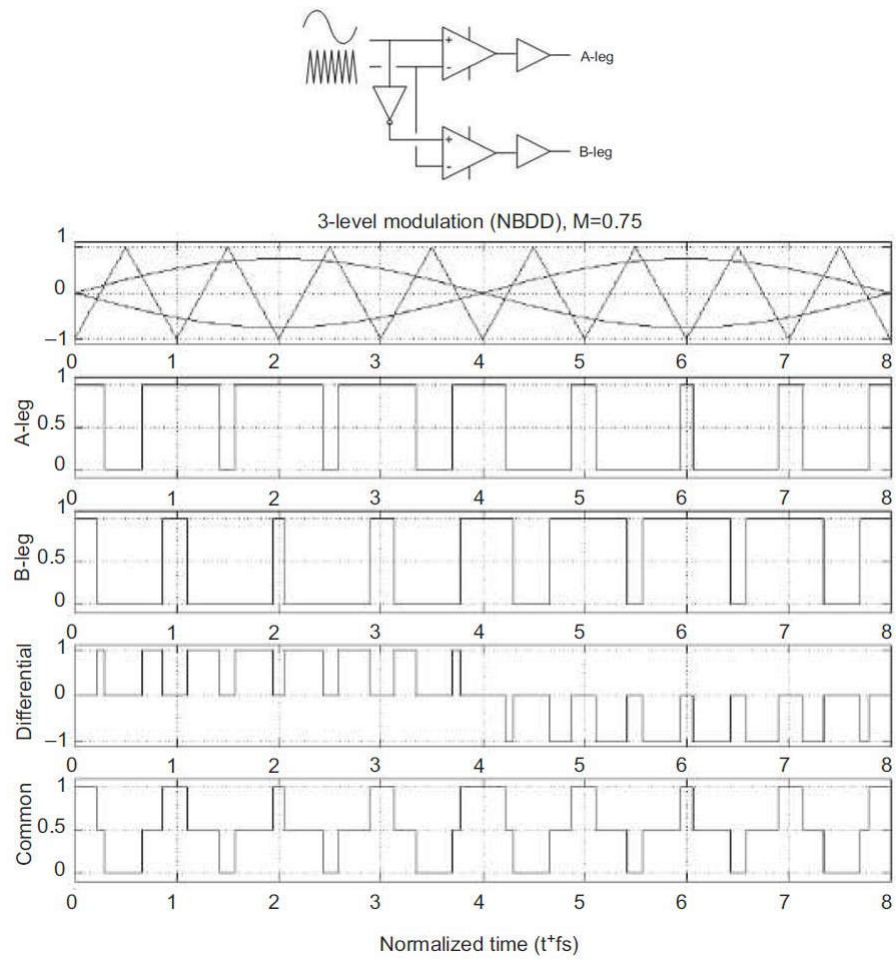 +
-
A-leg
+
-
B-leg
3-level modulation (NBDD), M=0.75
1
0
–1
0 1 2 3 4 5 6 7 8
A-leg
1
0.5
0
0 1 2 3 4 5 6 7 8
B-leg
1
0.5
0
0 1 2 3 4 5 6 7 8
Differential
1
0
–1
0 1 2 3 4 5 6 7 8
Common
1
0.5
0
0 1 2 3 4 5 6 7 8
Normalized time (t⁺fs)